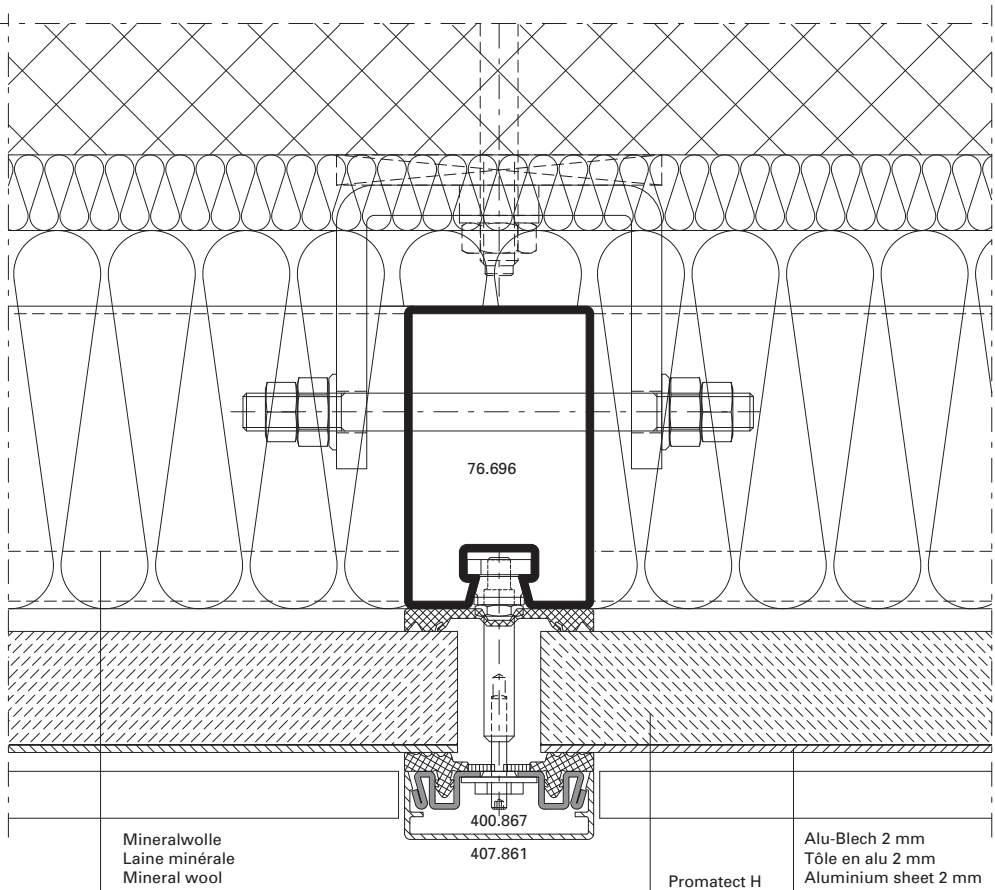 76.696
400.867
407.861
Mineralwolle
Laine minérale
Mineral wool
Promatect H
Alu-Blech 2 mm
Tôle en alu 2 mm
Aluminium sheet 2 mm